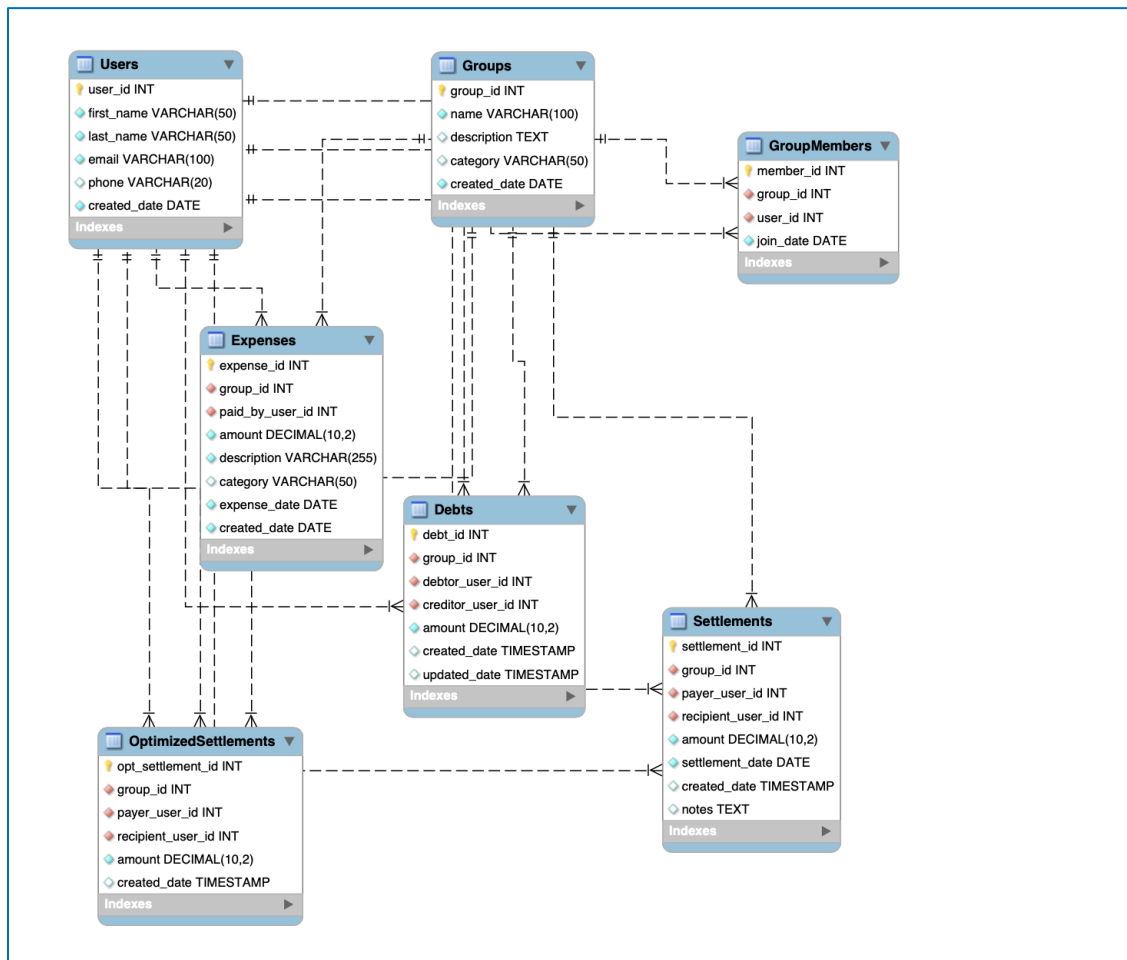 Users
user_id INT
first_name VARCHAR(50)
last_name VARCHAR(50)
email VARCHAR(100)
phone VARCHAR(20)
created_date DATE
Indexes
Groups
group_id INT
name VARCHAR(100)
description TEXT
category VARCHAR(50)
created_date DATE
Indexes
GroupMembers
member_id INT
group_id INT
user_id INT
join_date DATE
Indexes
Expenses
expense_id INT
group_id INT
paid_by_user_id INT
amount DECIMAL(10,2)
description VARCHAR(255)
category VARCHAR(50)
expense_date DATE
created_date DATE
Indexes
Debts
debt_id INT
group_id INT
debtor_user_id INT
creditor_user_id INT
amount DECIMAL(10,2)
created_date TIMESTAMP
updated_date TIMESTAMP
Indexes
Settlements
settlement_id INT
group_id INT
payer_user_id INT
recipient_user_id INT
amount DECIMAL(10,2)
settlement_date DATE
created_date TIMESTAMP
notes TEXT
Indexes
OptimizedSettlements
opt_settlement_id INT
group_id INT
payer_user_id INT
recipient_user_id INT
amount DECIMAL(10,2)
created_date TIMESTAMP
Indexes